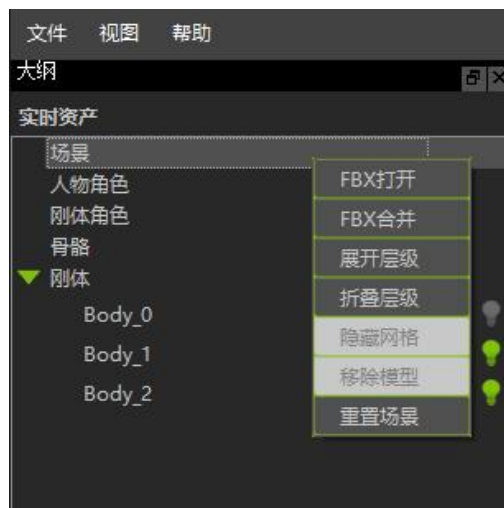 文件 视图 帮助
大纲
实时资产
场景
人物角色
刚体角色
骨骼
刚体
Body_0
Body_1
Body_2
FBX打开
FBX合并
展开层级
折叠层级
隐藏网格
移除模型
重置场景